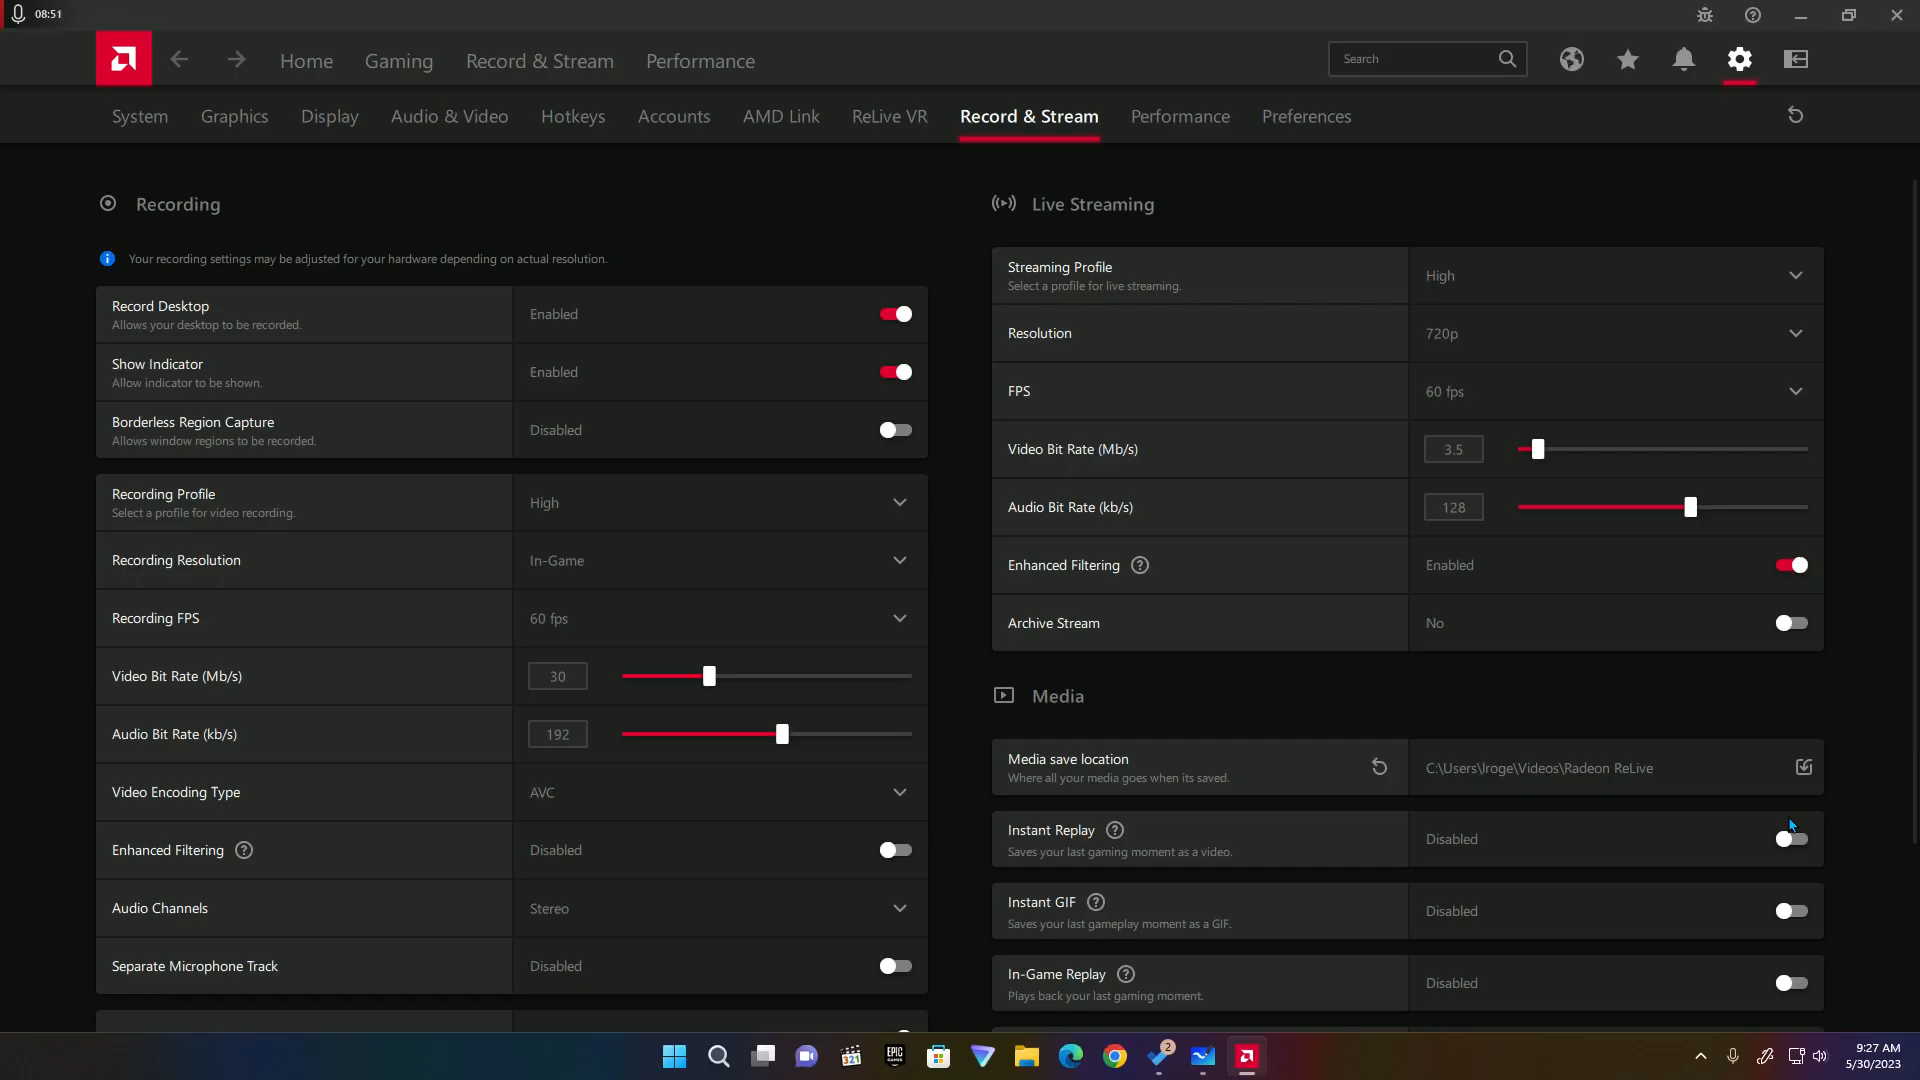 08:51
Home
Gaming
Record & Stream
Performance
Search
System
Graphics
Display
Audio & Video
Hotkeys
Accounts
AMD Link
ReLive VR
Record & Stream
Performance
Preferences
Recording
Your recording settings may be adjusted for your hardware depending on actual resolution.
Record Desktop
Allows your desktop to be recorded.
Enabled
Show Indicator
Allow indicator to be shown.
Enabled
Borderless Region Capture
Allows window regions to be recorded.
Disabled
Recording Profile
Select a profile for video recording.
High
Recording Resolution
In-Game
Recording FPS
60 fps
Video Bit Rate (Mb/s)
30
Audio Bit Rate (kb/s)
192
Video Encoding Type
AVC
Enhanced Filtering
Disabled
Audio Channels
Stereo
Separate Microphone Track
Disabled
Live Streaming
Streaming Profile
Select a profile for live streaming.
High
Resolution
720p
FPS
60 fps
Video Bit Rate (Mb/s)
3.5
Audio Bit Rate (kb/s)
128
Enhanced Filtering
Enabled
Archive Stream
No
Media
Media save location
Where all your media goes when its saved.
C:\Users\lroge\Videos\Radeon ReLive
Instant Replay
Saves your last gaming moment as a video.
Disabled
Instant GIF
Saves your last gameplay moment as a GIF.
Disabled
In-Game Replay
Plays back your last gaming moment.
Disabled
321
EPIC
GAMES
2
9:27 AM
5/30/2023